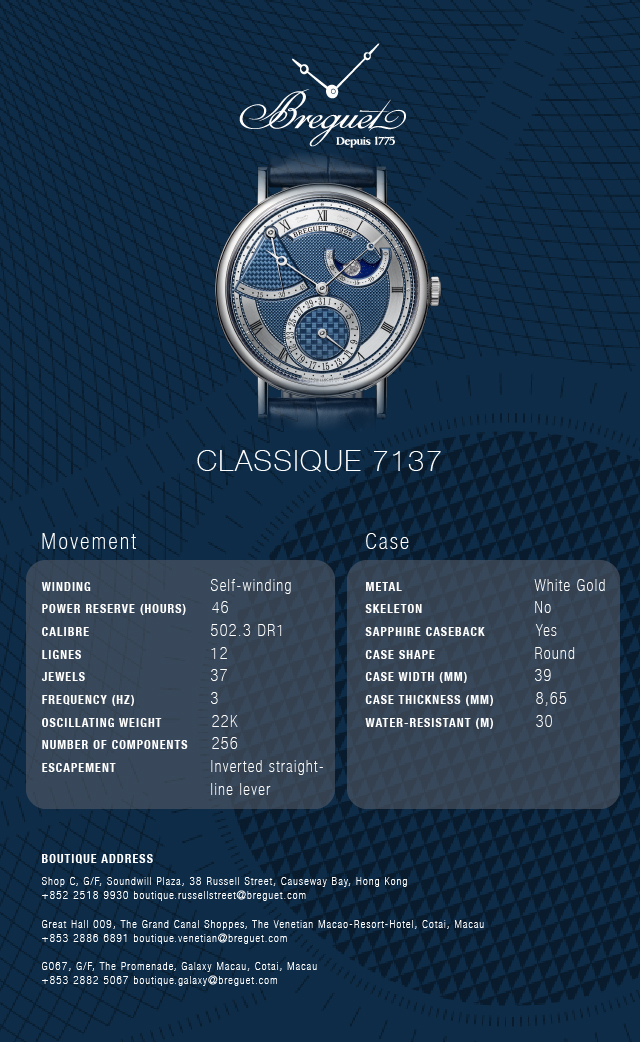 Breguet
Depuis 1775
BREGUET 3922
CLASSIQUE 7137
Movement
WINDING Self-winding
POWER RESERVE (HOURS) 46
CALIBRE 502.3 DR1
LIGNES 12
JEWELS 37
FREQUENCY (HZ) 3
OSCILLATING WEIGHT 22K
NUMBER OF COMPONENTS 256
ESCAPEMENT Inverted straight-
line lever
Case
METAL White Gold
SKELETON No
SAPPHIRE CASEBACK Yes
CASE SHAPE Round
CASE WIDTH (MM) 39
CASE THICKNESS (MM) 8,65
WATER-RESISTANT (M) 30
BOUTIQUE ADDRESS
Shop C, G/F, Soundwill Plaza, 38 Russell Street, Causeway Bay, Hong Kong
+852 2518 9930 boutique.russellstreet@breguet.com
Great Hall 009, The Grand Canal Shoppes, The Venetian Macao-Resort-Hotel, Cotai, Macau
+853 2886 6891 boutique.venetian@breguet.com
G067, G/F, The Promenade, Galaxy Macau, Cotai, Macau
+853 2882 5067 boutique.galaxy@breguet.com